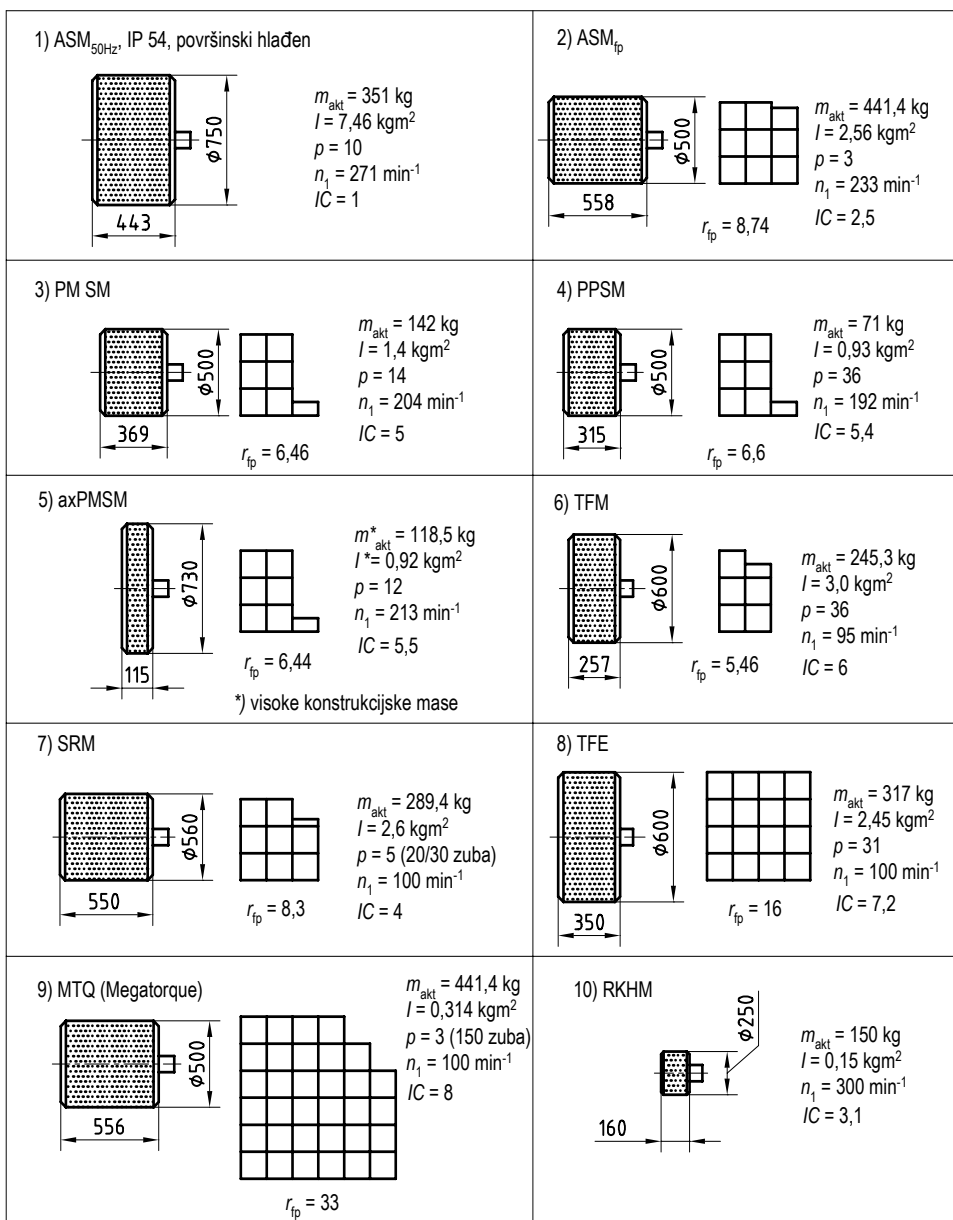 1) ASM50Hz, IP 54, površinski hlađen
ϕ750
443
makt = 351 kg
I = 7,46 kgm2
p = 10
n1 = 271 min-1
IC = 1
2) ASMfp
ϕ500
558
rfp = 8,74
makt = 441,4 kg
I = 2,56 kgm2
p = 3
n1 = 233 min-1
IC = 2,5
3) PM SM
ϕ500
369
rfp = 6,46
makt = 142 kg
I = 1,4 kgm2
p = 14
n1 = 204 min-1
IC = 5
4) PPSM
ϕ500
315
rfp = 6,6
makt = 71 kg
I = 0,93 kgm2
p = 36
n1 = 192 min-1
IC = 5,4
5) axPMSM
ϕ730
115
rfp = 6,44
m*akt = 118,5 kg
I *= 0,92 kgm2
p = 12
n1 = 213 min-1
IC = 5,5
*) visoke konstrukcijske mase
6) TFM
ϕ600
257
rfp = 5,46
makt = 245,3 kg
I = 3,0 kgm2
p = 36
n1 = 95 min-1
IC = 6
7) SRM
ϕ560
550
rfp = 8,3
makt = 289,4 kg
I = 2,6 kgm2
p = 5 (20/30 zuba)
n1 = 100 min-1
IC = 4
8) TFE
ϕ600
350
rfp = 16
makt = 317 kg
I = 2,45 kgm2
p = 31
n1 = 100 min-1
IC = 7,2
9) MTQ (Megatorque)
ϕ500
556
rfp = 33
makt = 441,4 kg
I = 0,314 kgm2
p = 3 (150 zuba)
n1 = 100 min-1
IC = 8
10) RKHM
ϕ250
160
makt = 150 kg
I = 0,15 kgm2
n1 = 300 min-1
IC = 3,1